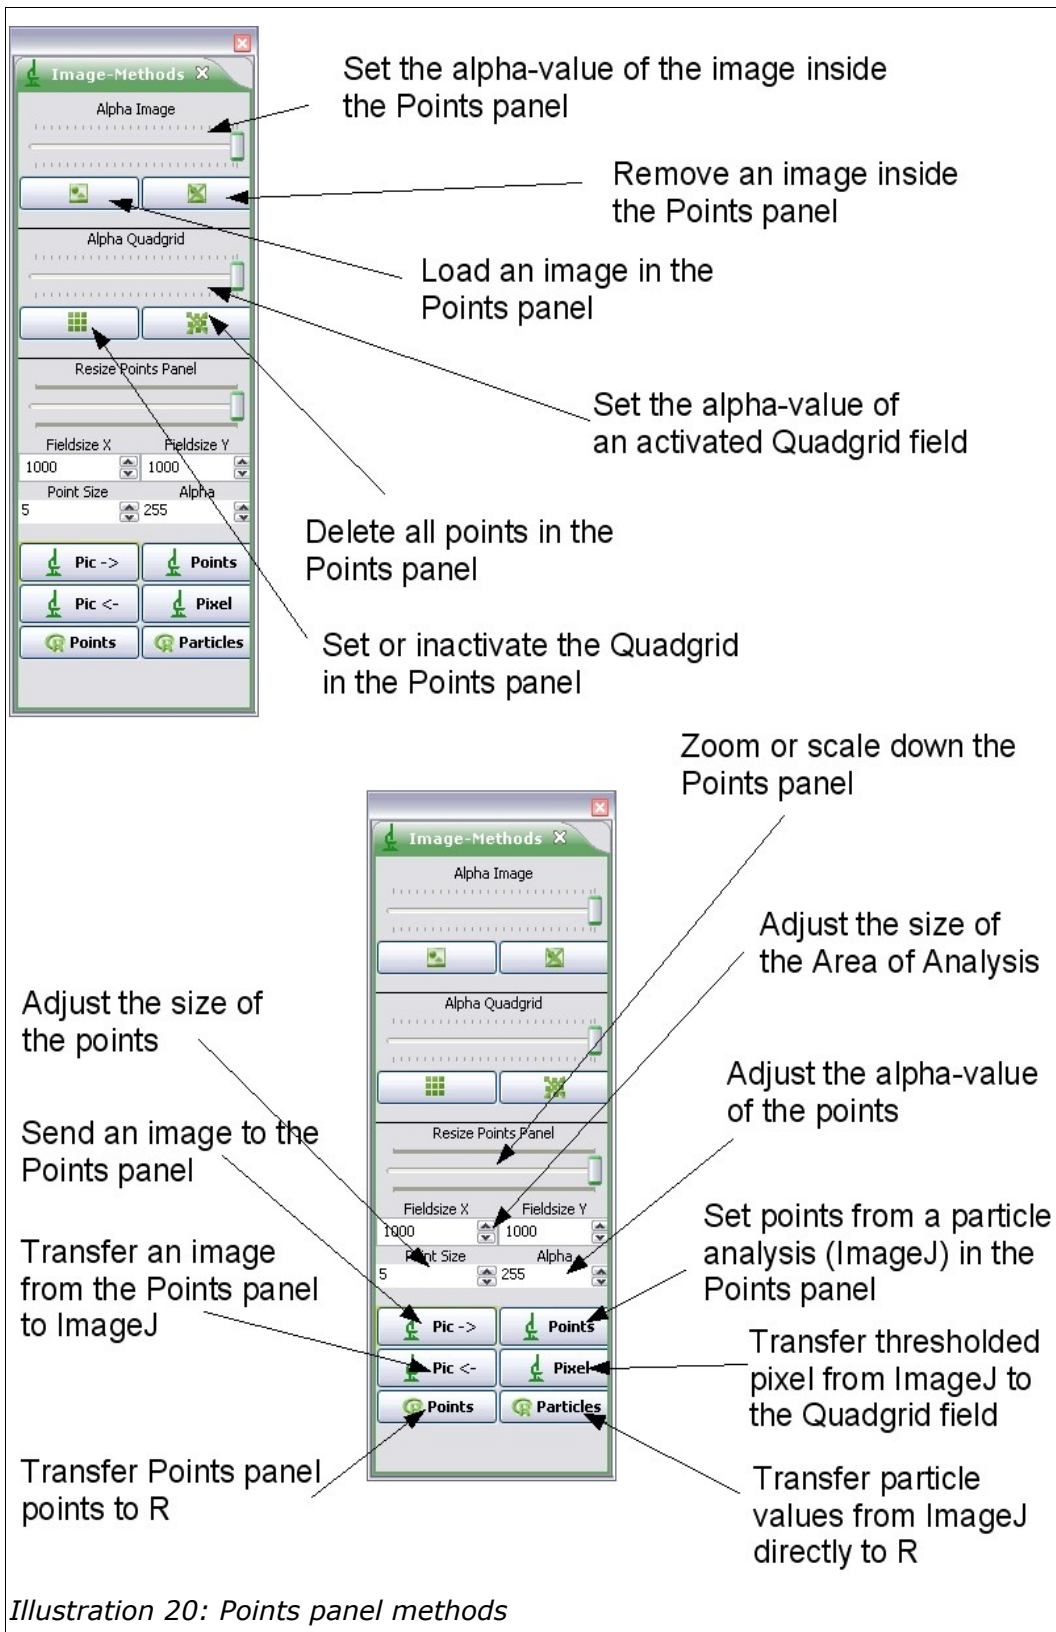 Image-Methods
Alpha Image
Alpha Quadgrid
Resize Points Panel
Fieldsize X Fieldsize Y
1000 1000
Point Size Alpha
5 255
Pic -> Points
Pic <- Pixel
Points Particles
Set the alpha-value of the image inside
the Points panel
Remove an image inside
the Points panel
Load an image in the
Points panel
Set the alpha-value of
an activated Quadgrid field
Delete all points in the
Points panel
Set or inactivate the Quadgrid
in the Points panel
Zoom or scale down the
Points panel
Image-Methods
Alpha Image
Alpha Quadgrid
Resize Points Panel
Fieldsize X Fieldsize Y
1000 1000
Point Size Alpha
5 255
Pic -> Points
Pic <- Pixel
Points Particles
Adjust the size of
the Area of Analysis
Adjust the size of
the points
Adjust the alpha-value
of the points
Send an image to the
Points panel
Set points from a particle
analysis (ImageJ) in the
Points panel
Transfer an image
from the Points panel
to ImageJ
Transfer thresholded
pixel from ImageJ to
the Quadgrid field
Transfer Points panel
points to R
Transfer particle
values from ImageJ
directly to R
Illustration 20: Points panel methods